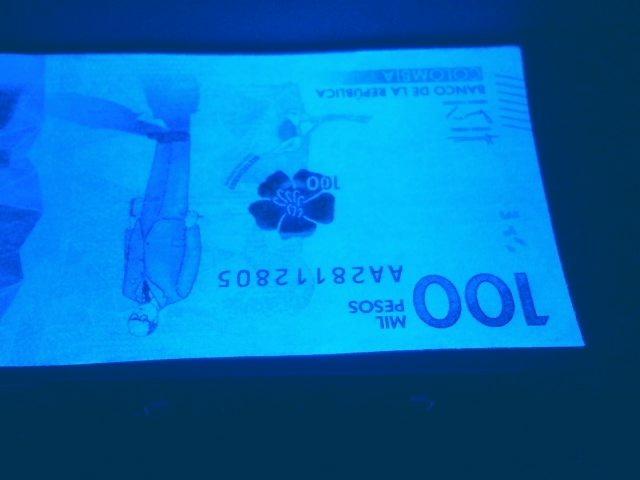 COLOMBIA
BANCO DE LA REPÚBLICA
100
AA28112805
100
MIL
PESOS